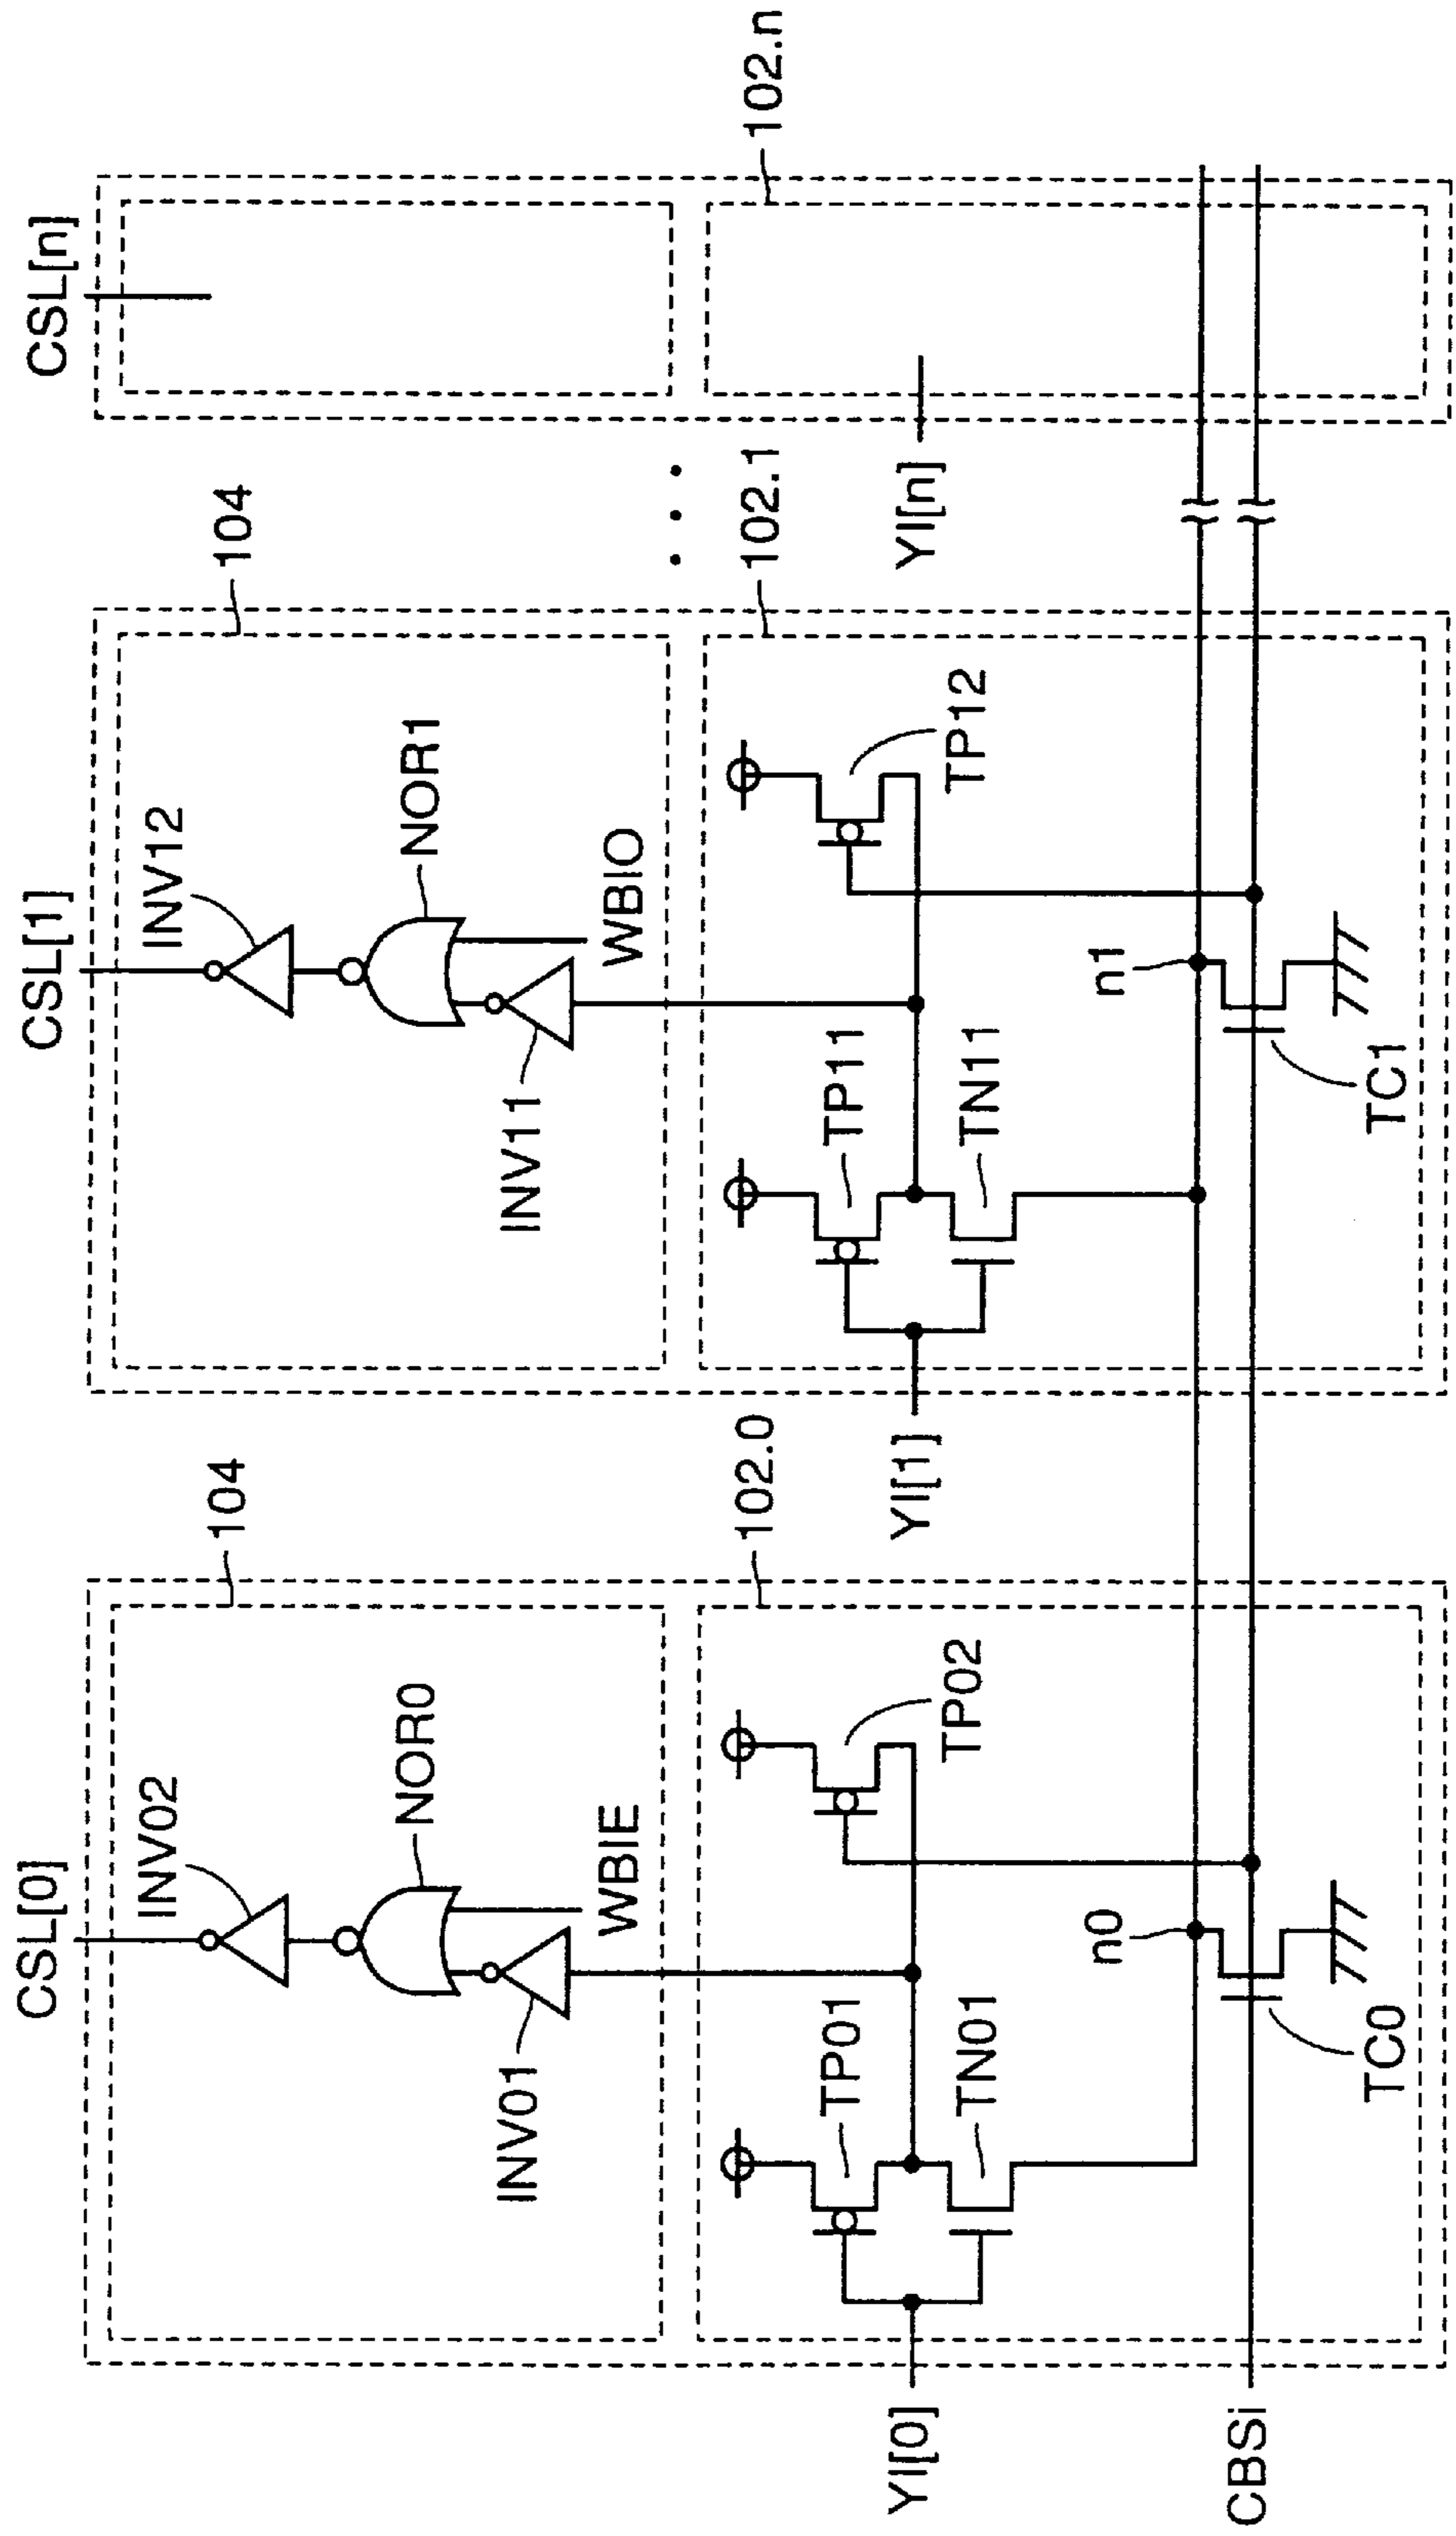 CSL[0]
INV02
104
NOR0
INV01
WBIE
102.0
TP01
TP02
TN01
YI[0]
n0
TC0
CBSi
CSL[1]
INV12
104
NOR1
INV11
WBIO
102.1
TP11
TP12
TN11
YI[1]
n1
TC1
CSL[n]
102.n
YI[n]